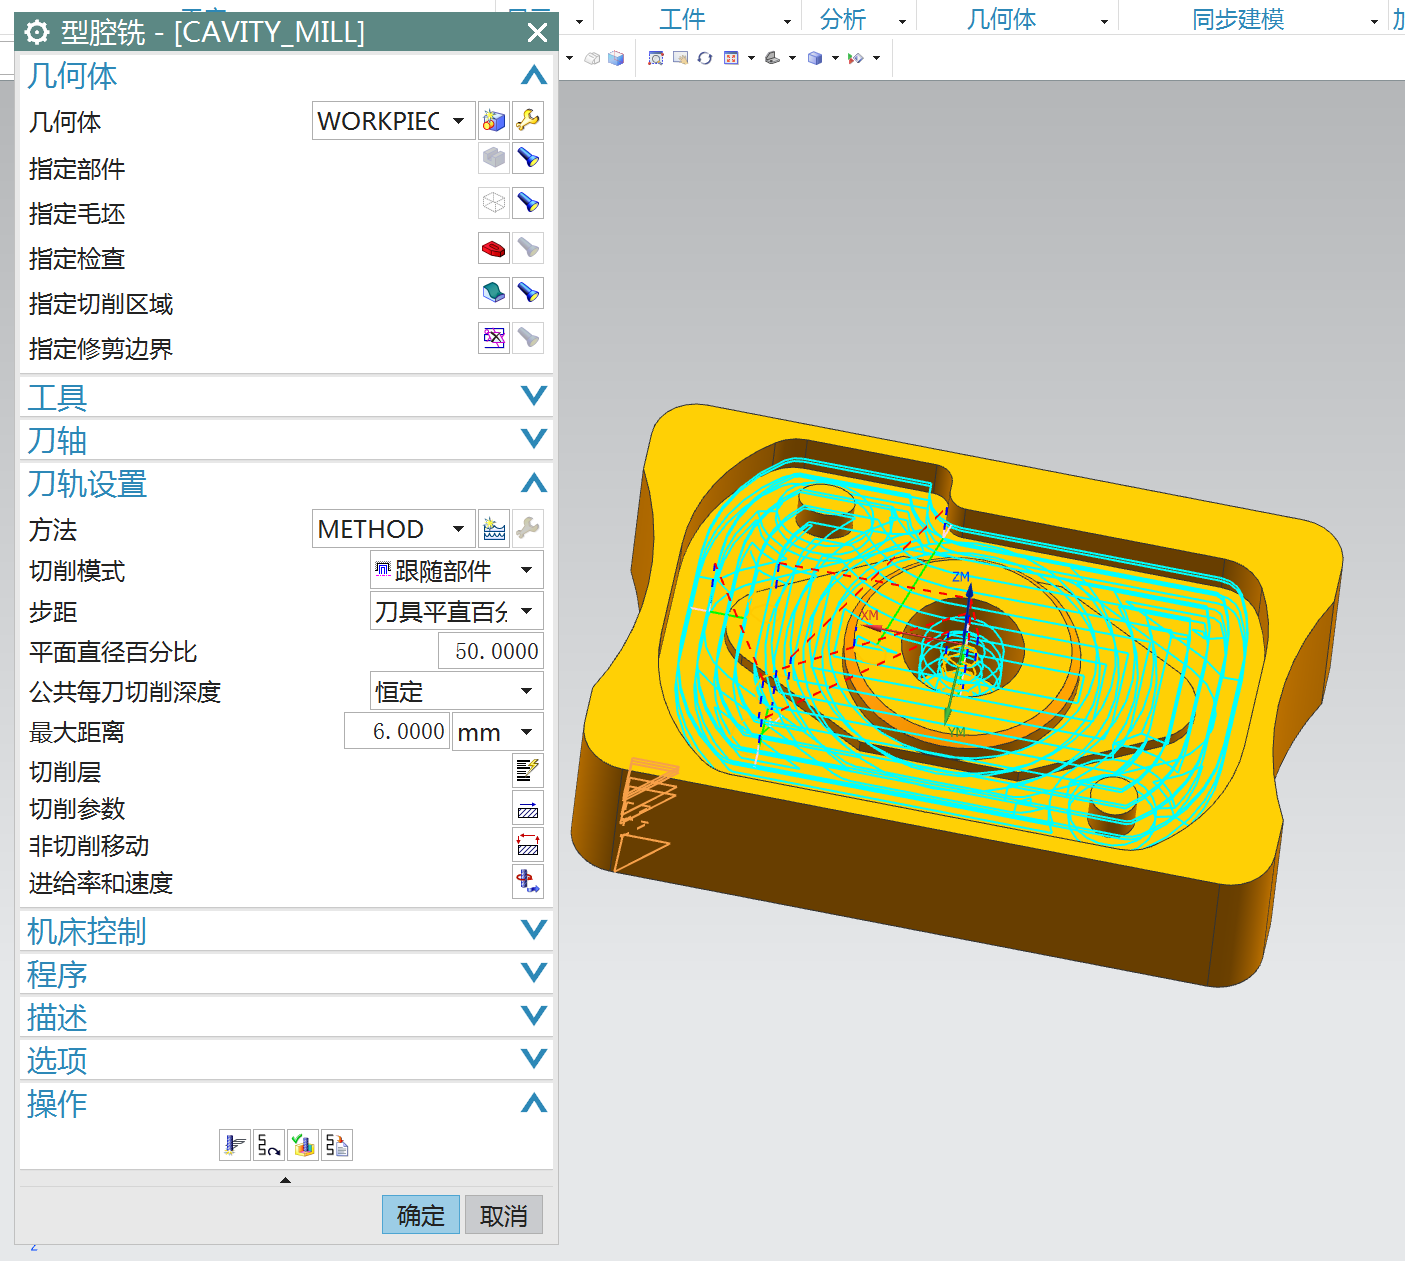 工件
分析
几何体
同步建模
型腔铣 - [CAVITY_MILL]
几何体
几何体
WORKPIEC
指定部件
指定毛坯
指定检查
指定切削区域
指定修剪边界
工具
刀轴
刀轨设置
方法
METHOD
切削模式
跟随部件
步距
刀具平直百分
平面直径百分比
50.0000
公共每刀切削深度
恒定
最大距离
6.0000 mm
切削层
切削参数
非切削移动
进给率和速度
机床控制
程序
描述
选项
操作
确定
取消
ZM
XM
YM
Z